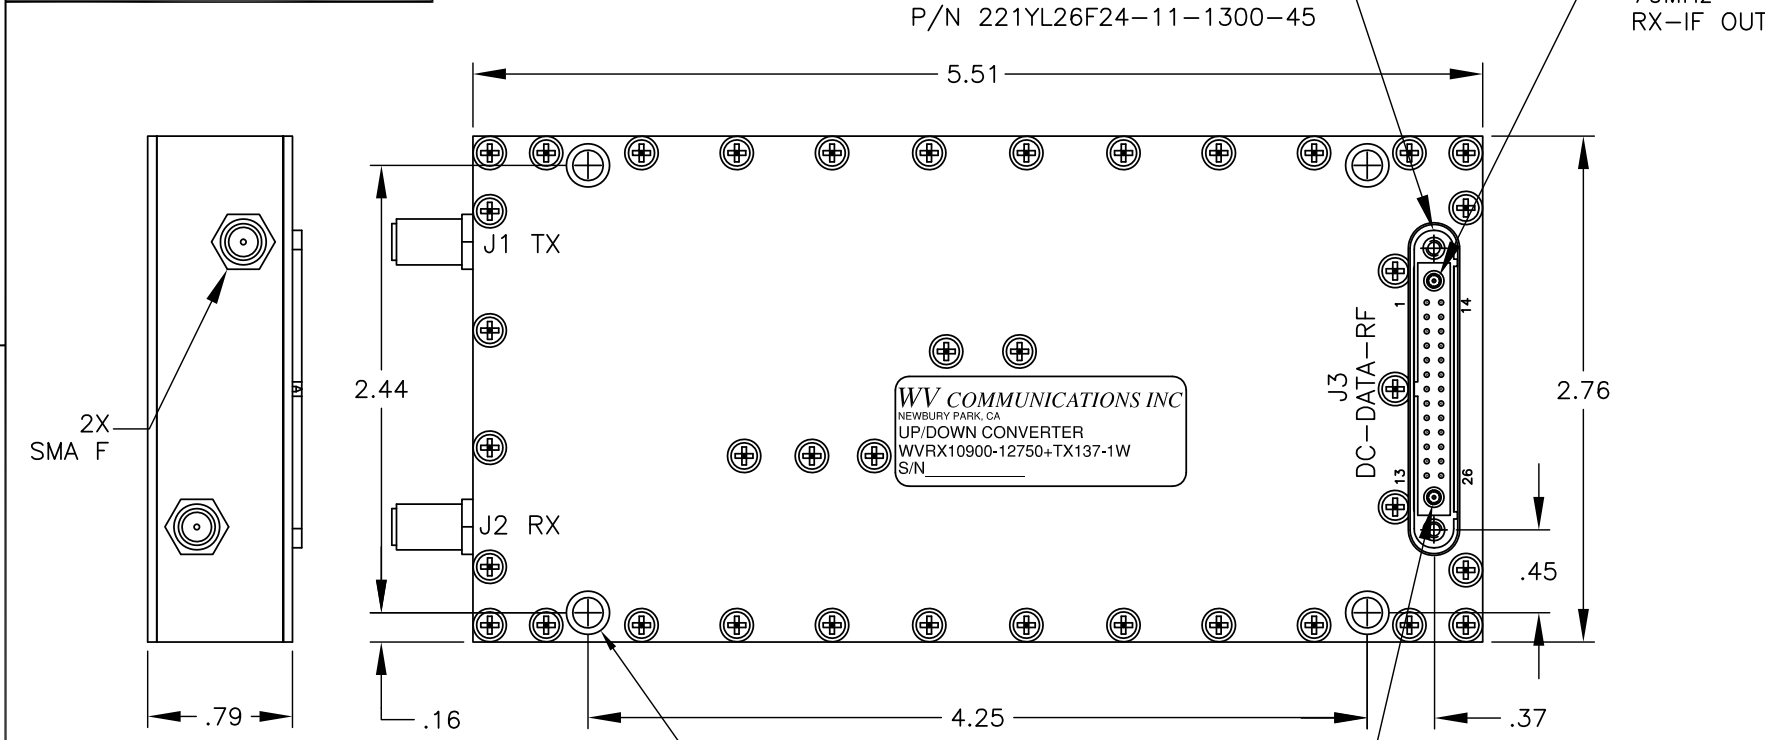 P/N 221YL26F24-11-1300-45
RX-IF OUT
5.51
J1 TX
2.44
2X
SMA F
WV COMMUNICATIONS INC
NEWBURY PARK, CA
UP/DOWN CONVERTER
WVRX10900-12750+TX137-1W
S/N
J3
DC-DATA-RF
1
14
13
26
2.76
J2 RX
.45
.79
.16
4.25
.37